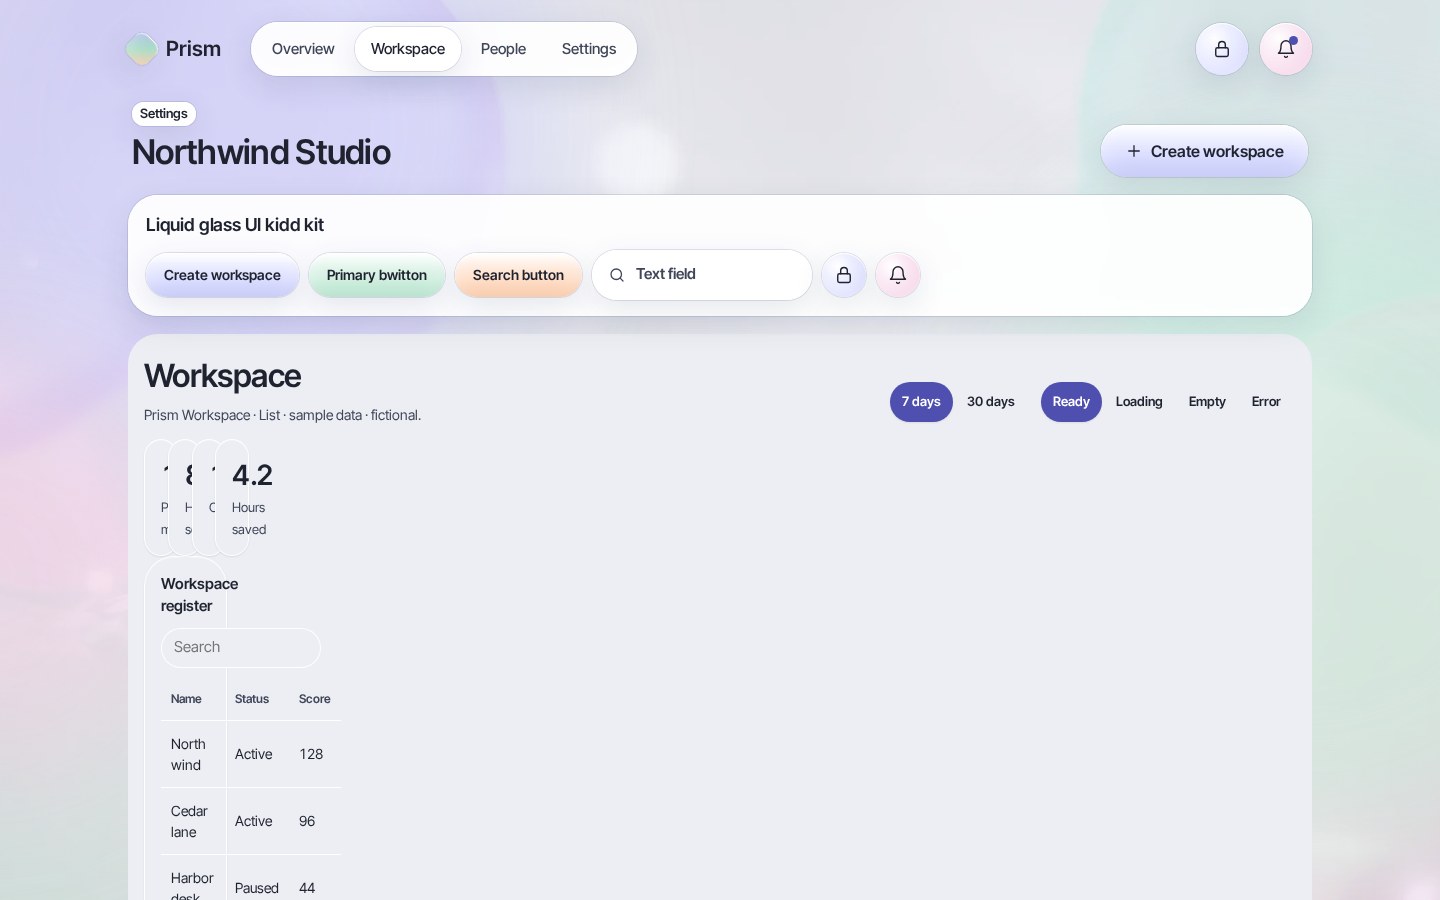 Prism
Overview Workspace People Settings
Settings
Northwind Studio
Create workspace
Liquid glass UI kidd kit
Create workspace Primary bwitton Search button Text field
Workspace
Prism Workspace · List · sample data · fictional.
7 days 30 days Ready Loading Empty Error
4.2
Hours
saved
Workspace
register
Search
Name Status Score
North
wind
Active 128
Cedar
lane
Active 96
Harbor
desk
Paused 44